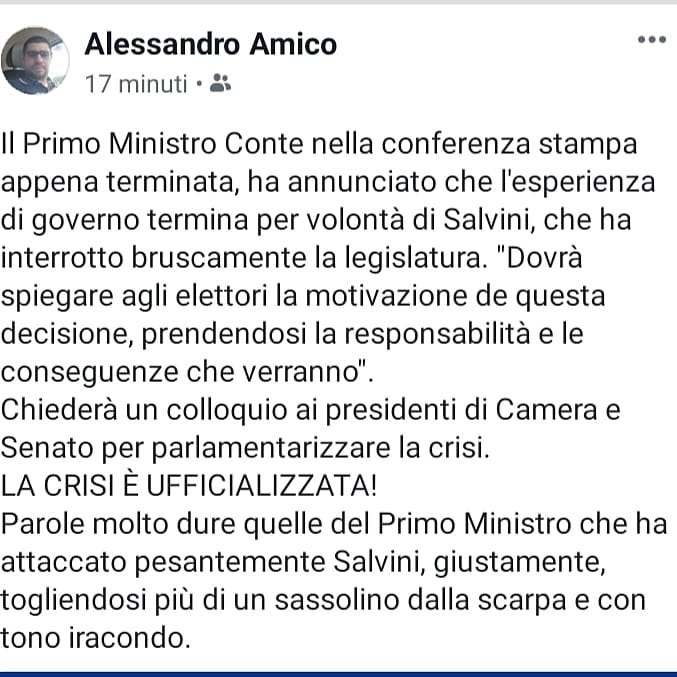 Alessandro Amico
17 minuti •
Il Primo Ministro Conte nella conferenza stampa
appena terminata, ha annunciato che l'esperienza
di governo termina per volontà di Salvini, che ha
interrotto bruscamente la legislatura. "Dovrà
spiegare agli elettori la motivazione de questa
decisione, prendendosi la responsabilità e le
conseguenze che verranno".
Chiederà un colloquio ai presidenti di Camera e
Senato per parlamentarizzare la crisi.
LA CRISI È UFFICIALIZZATA!
Parole molto dure quelle del Primo Ministro che ha
attaccato pesantemente Salvini, giustamente,
togliendosi più di un sassolino dalla scarpa e con
tono iracondo.